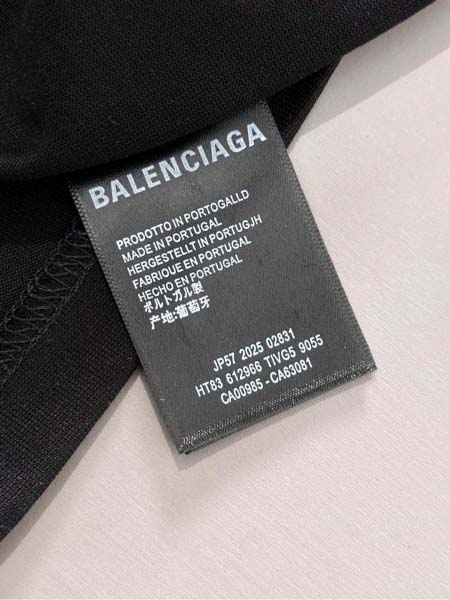 BALENCIAGA
PRODOTTO IN PORTOGALLD
MADE IN PORTUGAL
HERGESTELLT IN PORTUGJH
FABRIQUE EN PORTUGAL
HECHO EN PORTUGAL
ポルトガル製
产地:葡萄牙
JP57 2025 02831
HT83 612966 TIVG5 9055
CA00985-CA63081